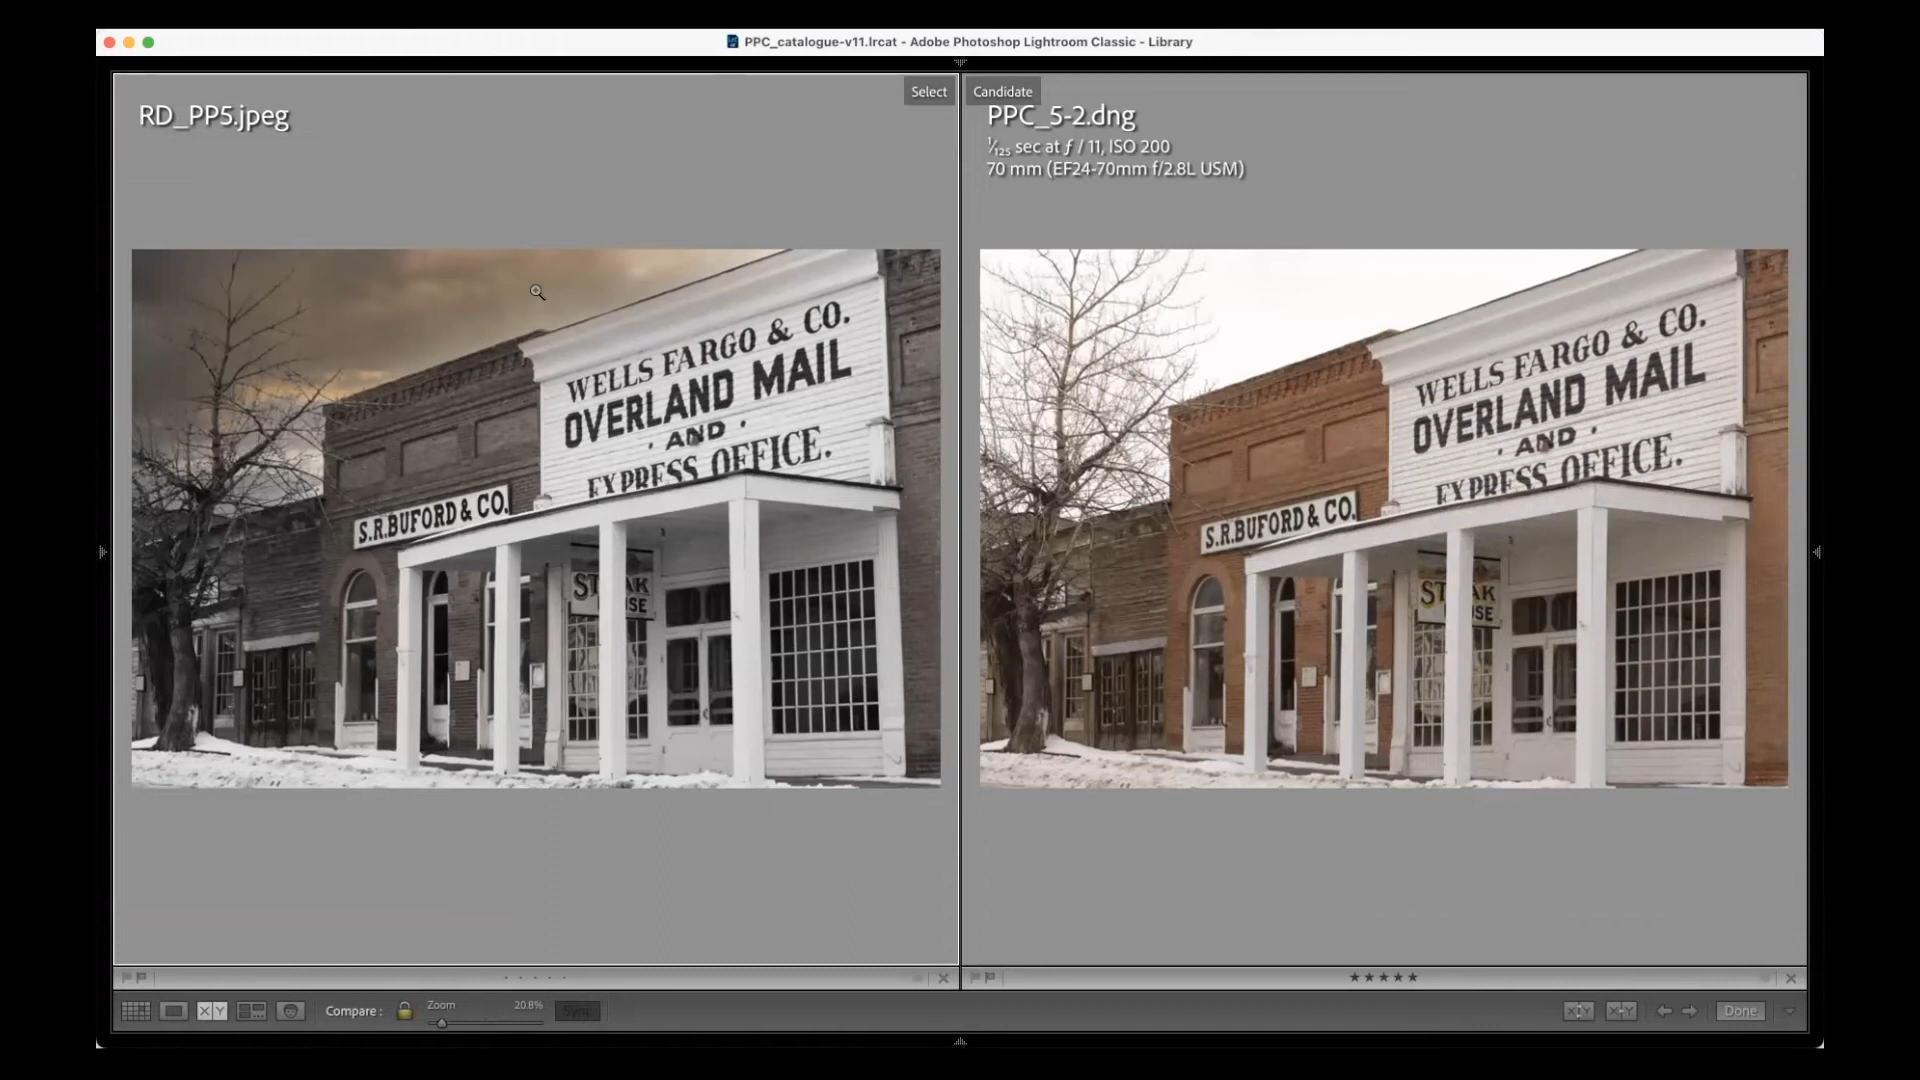 PPC_catalogue-v11.lrcat - Adobe Photoshop Lightroom Classic - Library
Select
Candidate
RD_PP5.jpeg
PPC_5-2.dng
1/125 sec at ƒ / 11, ISO 200
70 mm (EF24-70mm f/2.8L USM)
WELLS FARGO & CO.
OVERLAND MAIL
· AND ·
EXPRESS OFFICE.
S.R.BUFORD & CO.
WELLS FARGO & CO.
OVERLAND MAIL
· AND ·
EXPRESS OFFICE.
S.R.BUFORD & CO.
Compare :
Zoom
20.8%
Sync
Done